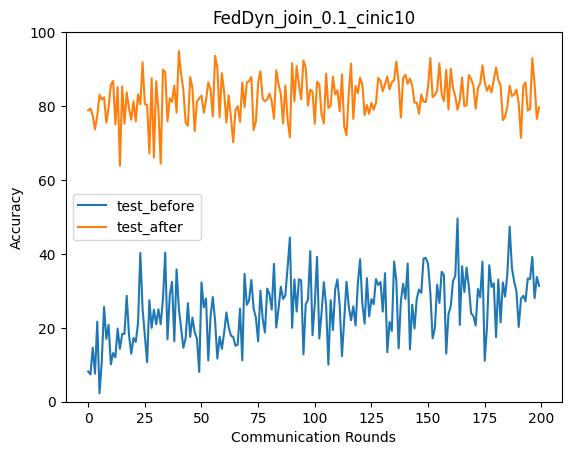 FedDyn_join_0.1_cinic10
100
80
60
40
20
0
Accuracy
test_before
test_after
0 25 50 75 100 125 150 175 200
Communication Rounds